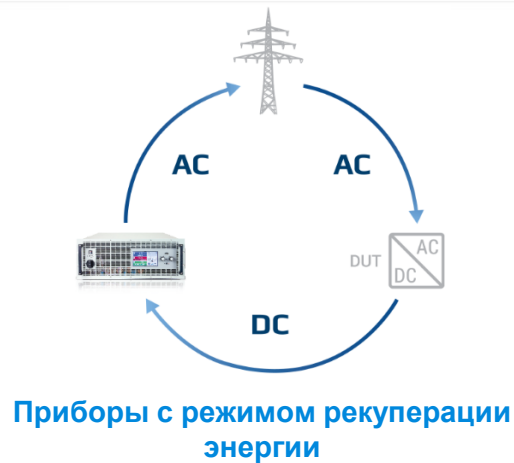 AC
AC
DUT
AC
DC
DC
Приборы с режимом рекуперации
энергии